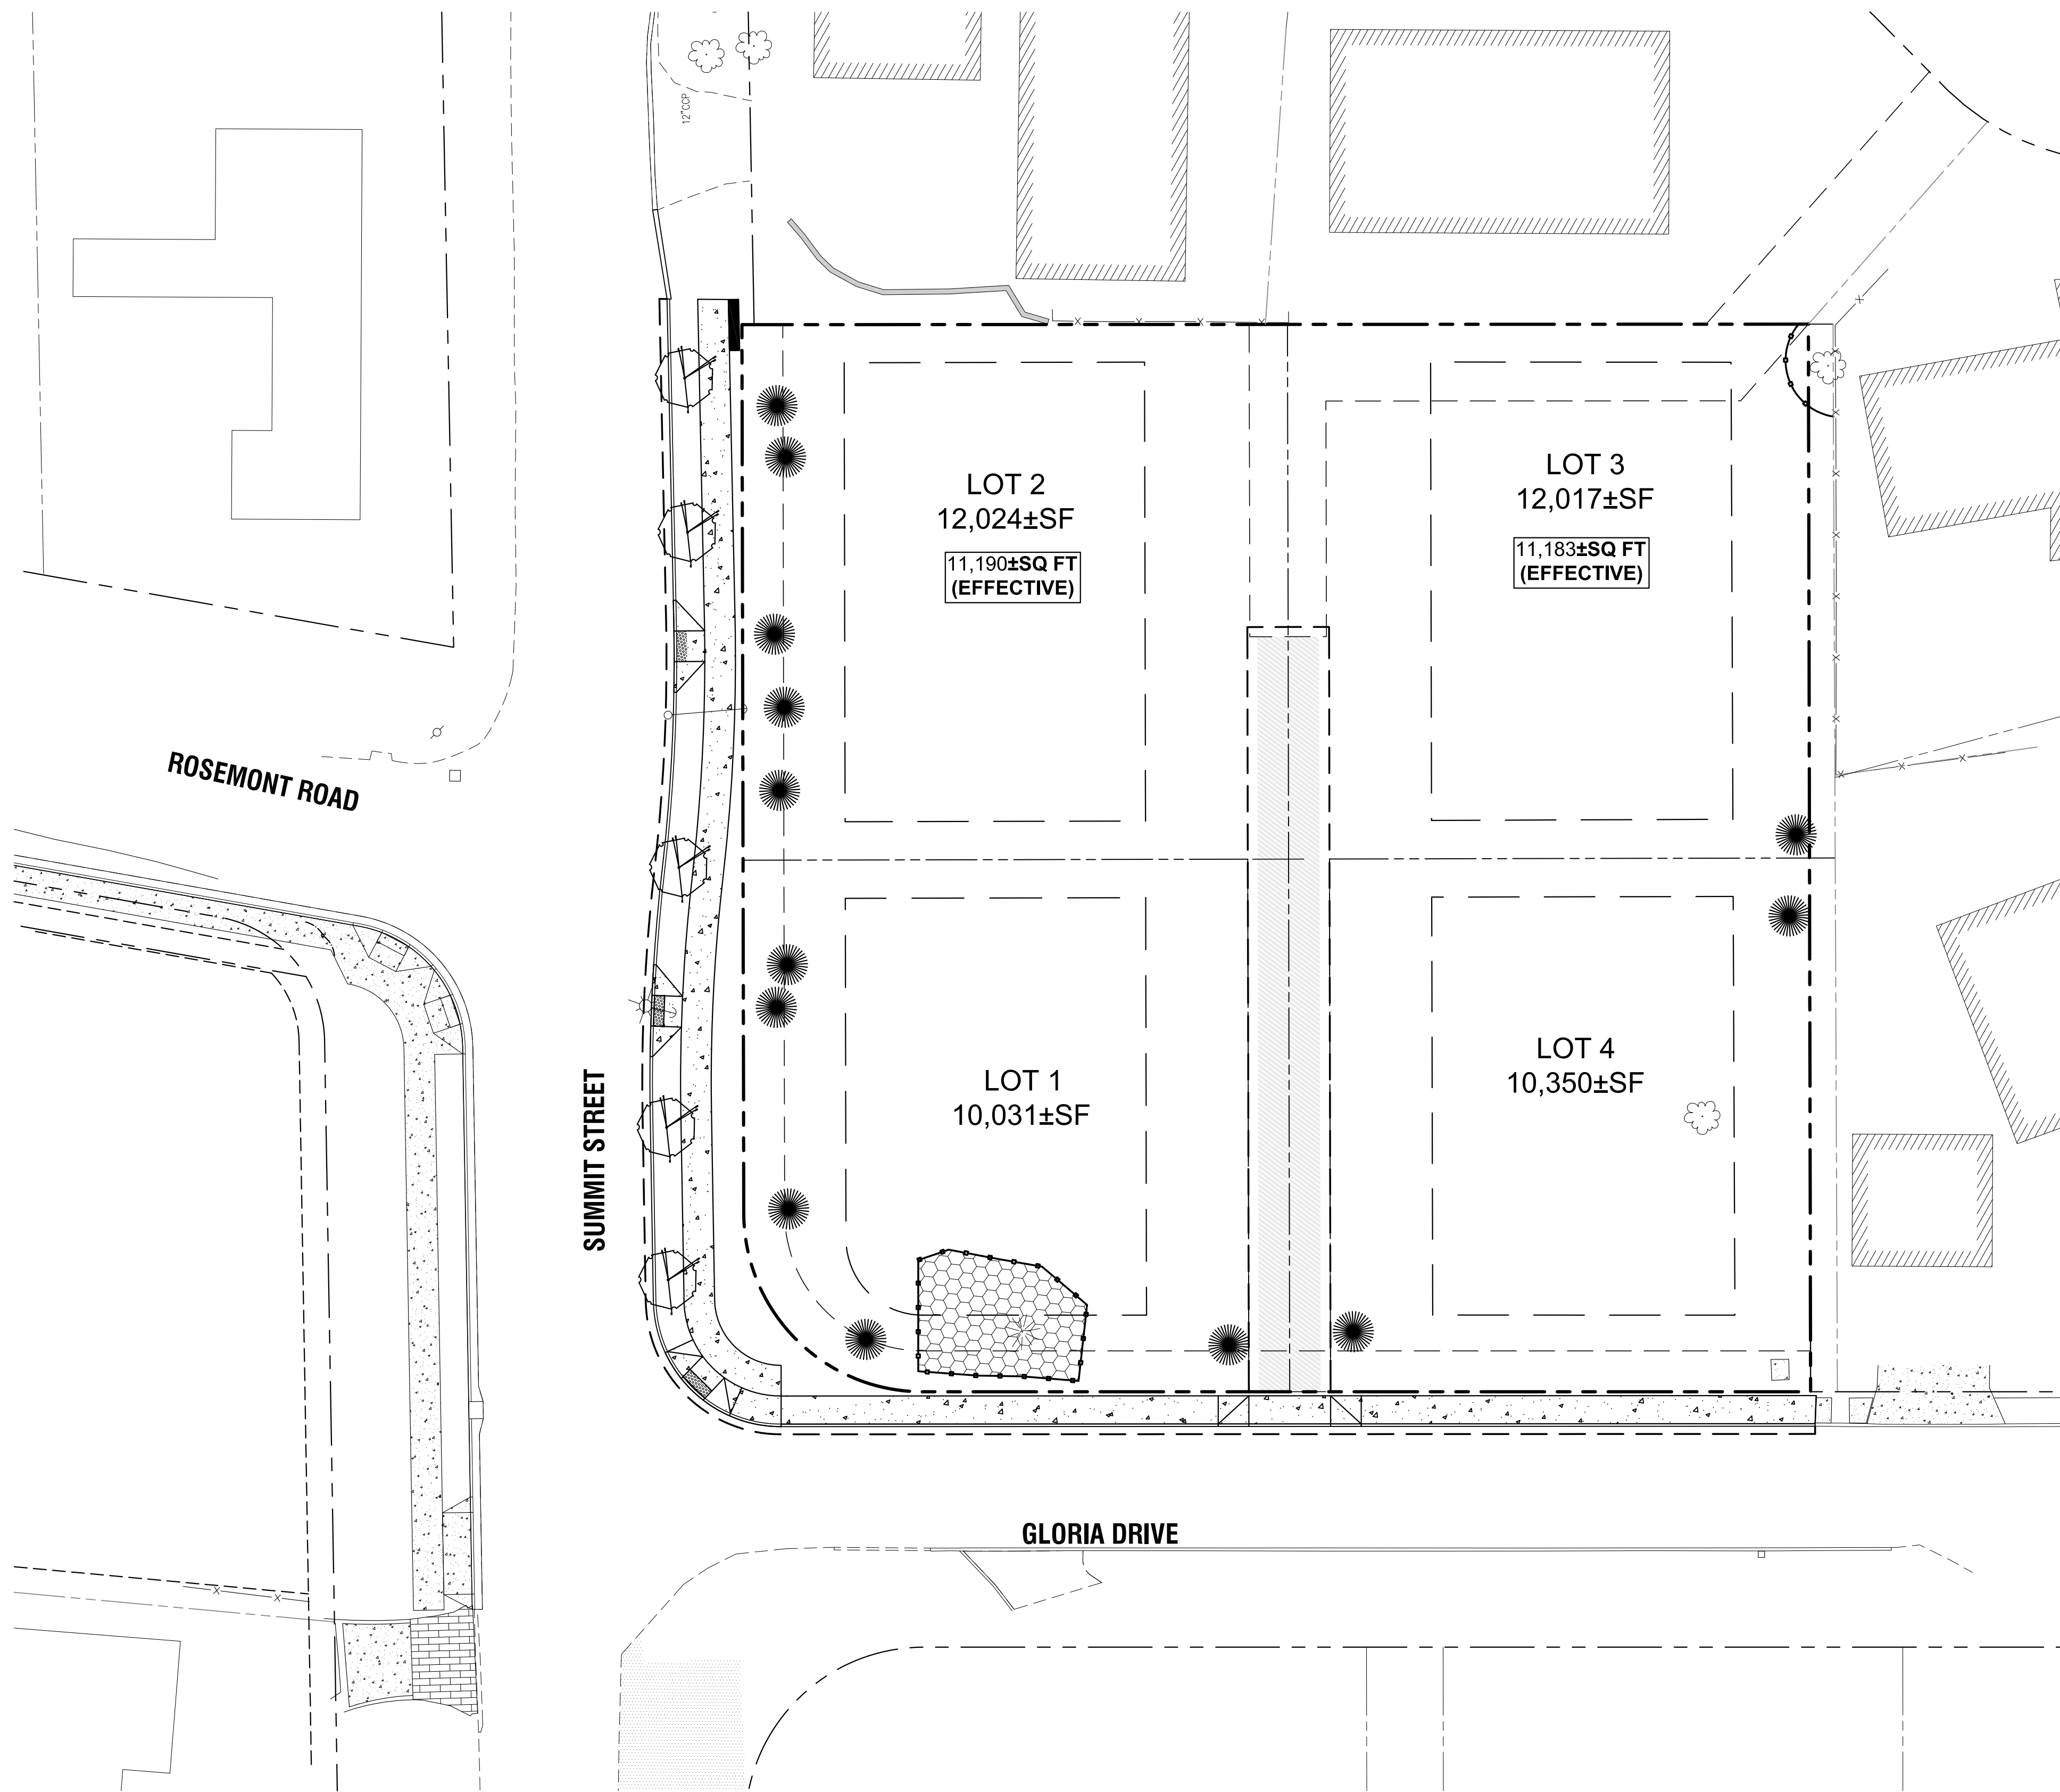 12"CCP
LOT 2
12,024±SF
11,190±SQ FT
(EFFECTIVE)
LOT 3
12,017±SF
11,183±SQ FT
(EFFECTIVE)
ROSEMONT ROAD
SUMMIT STREET
LOT 1
10,031±SF
LOT 4
10,350±SF
GLORIA DRIVE